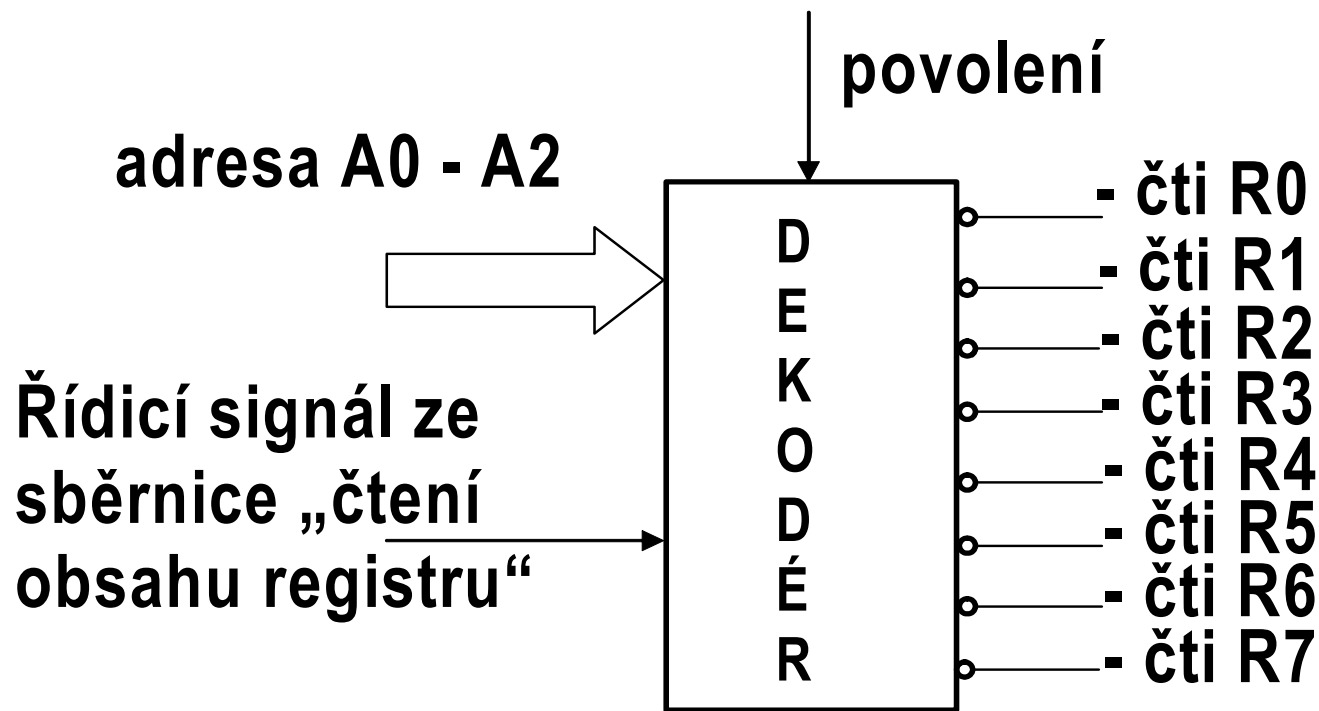 povolení
adresa A0 - A2
Řídicí signál ze
sběrnice „čtení
obsahu registru“
D
E
K
O
D
É
R
- čti R0
- čti R1
- čti R2
- čti R3
- čti R4
- čti R5
- čti R6
- čti R7